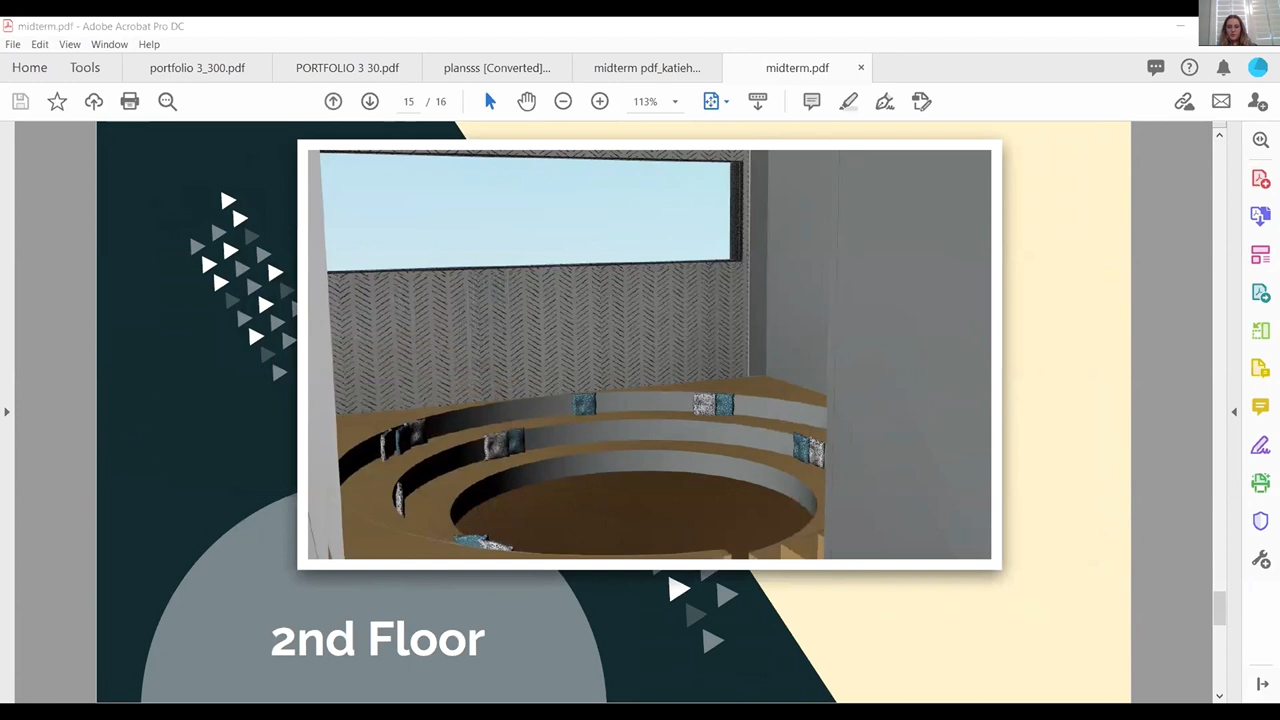 midterm.pdf - Adobe Acrobat Pro DC
File Edit View Window Help
Home Tools portfolio 3_300.pdf PORTFOLIO 3 30.pdf plansss [Converted]... midterm pdf_katieh... midterm.pdf ×
15 / 16 113%
2nd Floor